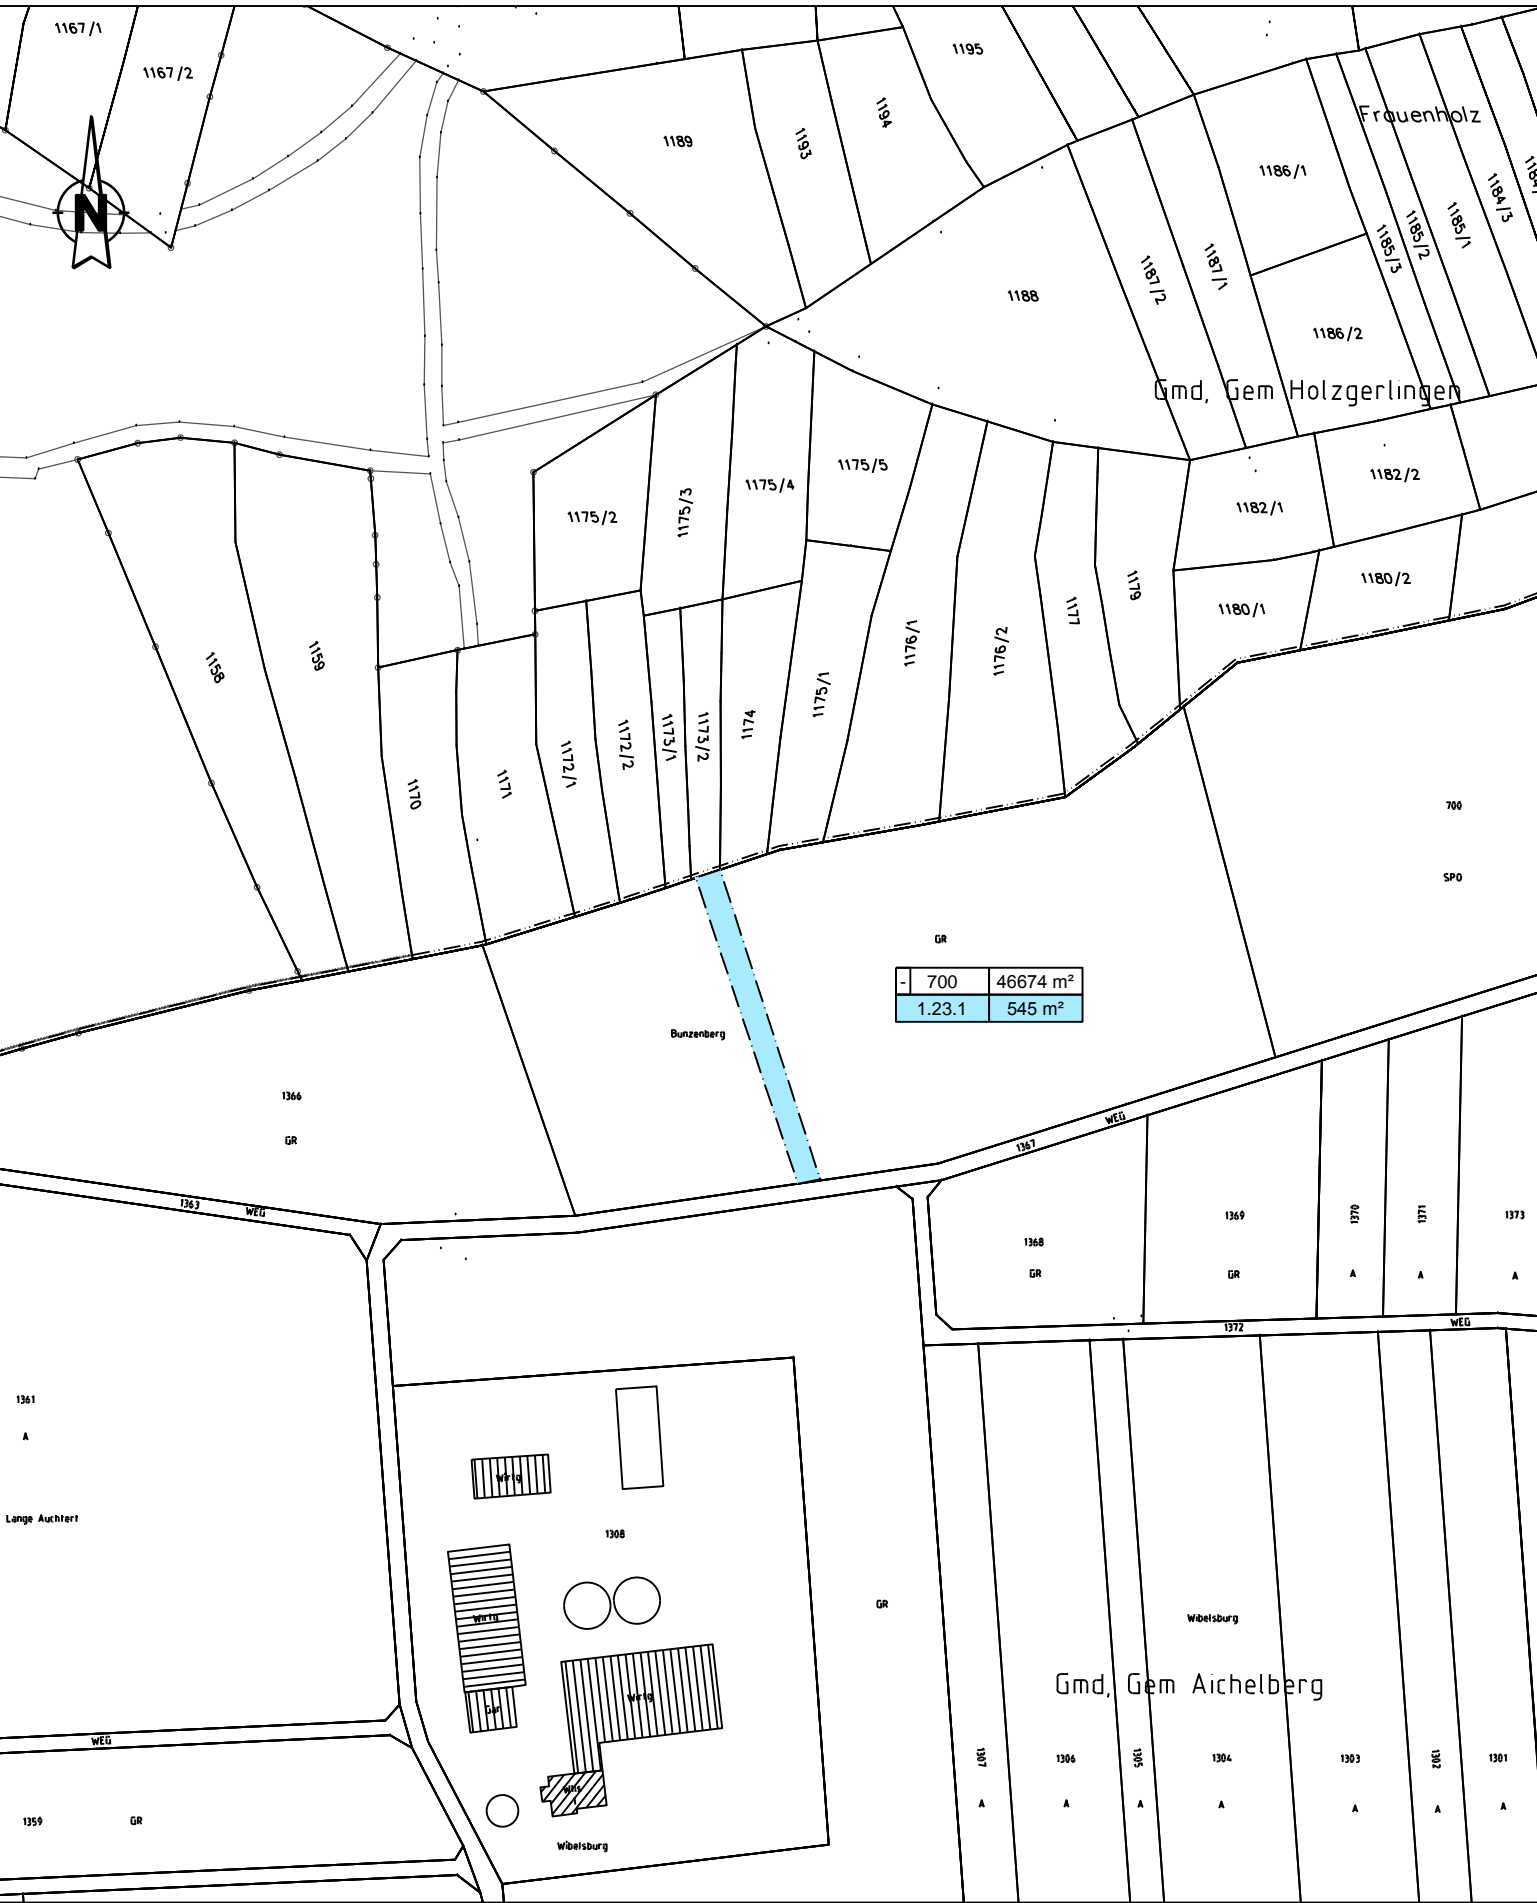 1167/1
1167/2
1195
1194
1193
1189
Frauenholz
1186/1
1184/3
1185/1
1185/2
1185/3
1187/1
1187/2
N
1188
1186/2
Gmd, Gem Holzgerlingen
1175/5
1175/4
1175/3
1175/2
1182/2
1182/1
1180/2
1180/1
1179
1177
1176/2
1176/1
1175/1
1174
1173/2
1173/1
1172/2
1172/1
1171
1170
1159
1158
700
SPO
GR
- 700 46674 m²
1.23.1 545 m²
Bunzenberg
1366
GR
WEG
1367
1363
WEG
1368
GR
1369
GR
1370
A
1371
A
1373
A
1372
WEG
1361
A
Lange Auchtert
Wirtg
1308
Wirtg
GR
Wibelsburg
Gmd, Gem Aichelberg
Wirtg
Gar
WEG
Whs
1
1307
A
1306
A
1305
A
1304
A
1303
A
1302
A
1301
A
1359
GR
Wibelsburg